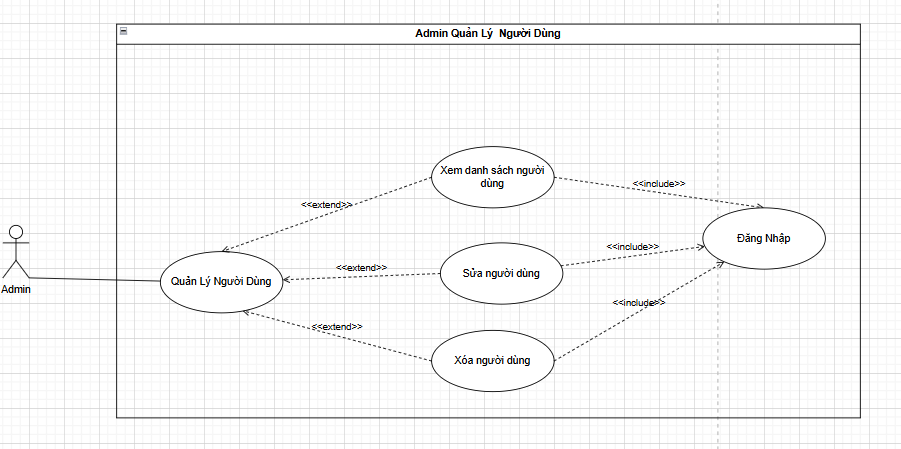 Admin Quản Lý Người Dùng
Xem danh sách người
dùng
<<include>>
<<extend>>
Đăng Nhập
<<include>>
<<extend>>
Sửa người dùng
Quản Lý Người Dùng
Admin
<<include>>
<<extend>>
Xóa người dùng